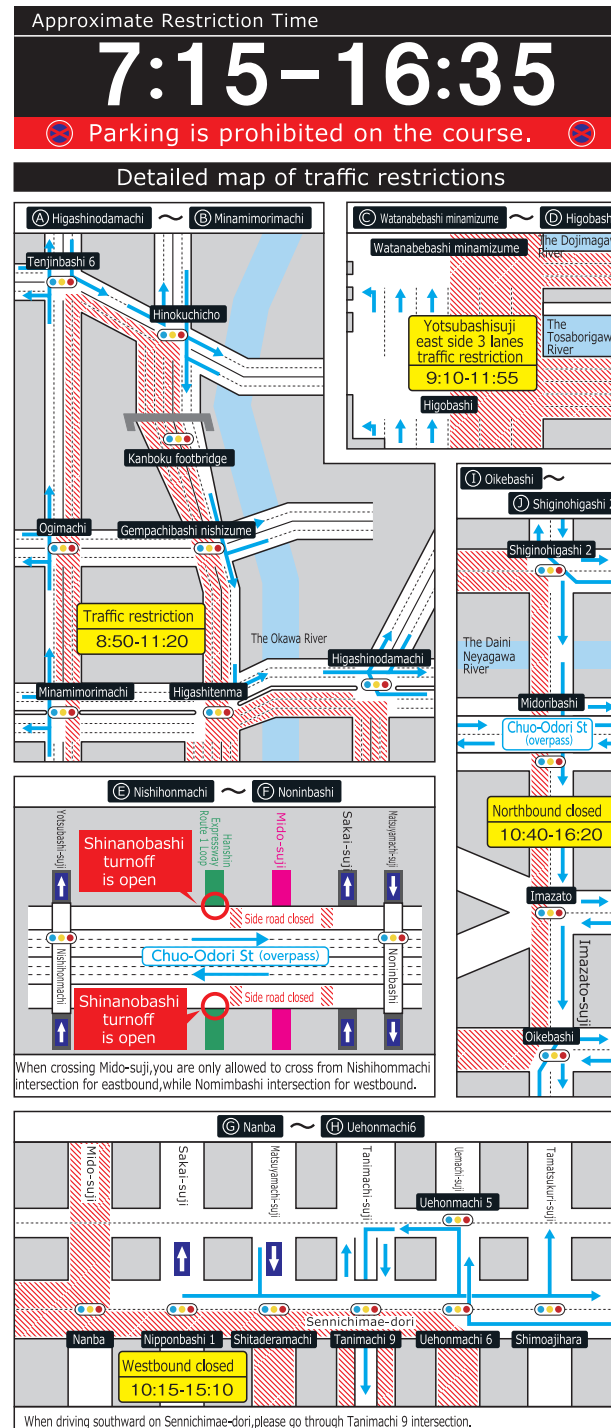 Approximate Restriction Time
7:15-16:35
Parking is prohibited on the course.
Detailed map of traffic restrictions
Ⓐ Higashinodamachi ～ Ⓑ Minamimorimachi
Tenjinbashi 6
Hinokuchicho
Kanboku footbridge
Ogimachi
Gempachibashi nishizume
Traffic restriction
8:50-11:20
The Okawa River
Higashinodamachi
Minamimorimachi
Higashitenma
Ⓒ Watanabebashi minamizume ～ Ⓓ Higobash
Watanabebashi minamizume
The Dojimaga
River
Yotsubashisuji
east side 3 lanes
traffic restriction
9:10-11:55
The
Tosaborigaw
River
Higobashi
Ⓘ Oikebashi ～
Ⓙ Shiginohigashi 2
Shiginohigashi 2
The Daini
Neyagawa
River
Midoribashi
Chuo-Odori St
(overpass)
Northbound closed
10:40-16:20
Imazato
Imazato-suji
Oikebashi
Ⓔ Nishihonmachi ～ Ⓕ Noninbashi
Yotsubashi-suji
Hanshin
Expressway
Route 1 Loop
Mido-suji
Sakai-suji
Matsuyamachi-suji
Shinanobashi
turnoff
is open
Side road closed
Nishihonmachi
Chuo-Odori St (overpass)
Noninbashi
Shinanobashi
turnoff
is open
Side road closed
When crossing Mido-suji,you are only allowed to cross from Nishihommachi
intersection for eastbound,while Nomimbashi intersection for westbound.
Ⓖ Nanba ～ Ⓗ Uehonmachi6
Mido-suji
Sakai-suji
Matsuyamachi-suji
Tanimachi-suji
Uemachi-suji
Tamatsukuri-suji
Uehonmachi 5
Sennichimae-dori
Nanba
Nipponbashi 1
Shitaderamachi
Tanimachi 9
Uehonmachi 6
Shimoajihara
Westbound closed
10:15-15:10
When driving southward on Sennichimae-dori,please go through Tanimachi 9 intersection.